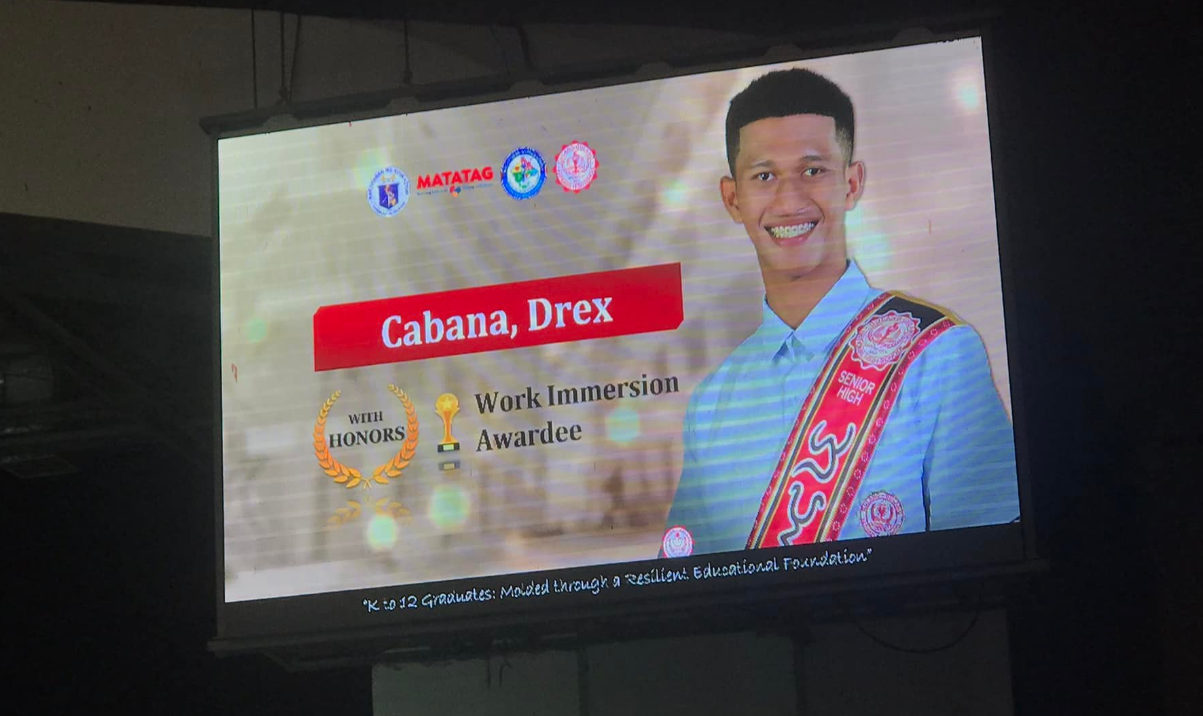 MATATAG
Cabana, Drex
WITH
HONORS
Work Immersion
Awardee
SENIOR
HIGH
"K to 12 Graduates: Molded through a Resilient Educational Foundation"